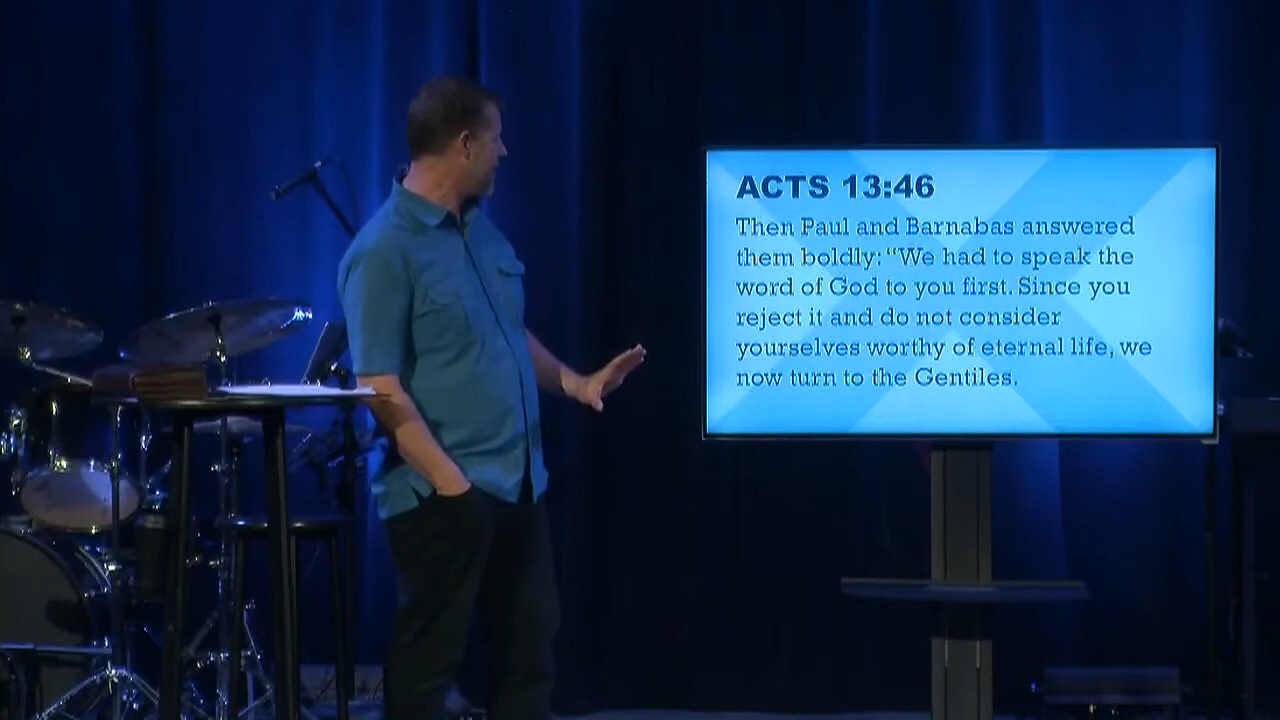 ACTS 13:46
Then Paul and Barnabas answered
them boldly: “We had to speak the
word of God to you first. Since you
reject it and do not consider
yourselves worthy of eternal life, we
now turn to the Gentiles.